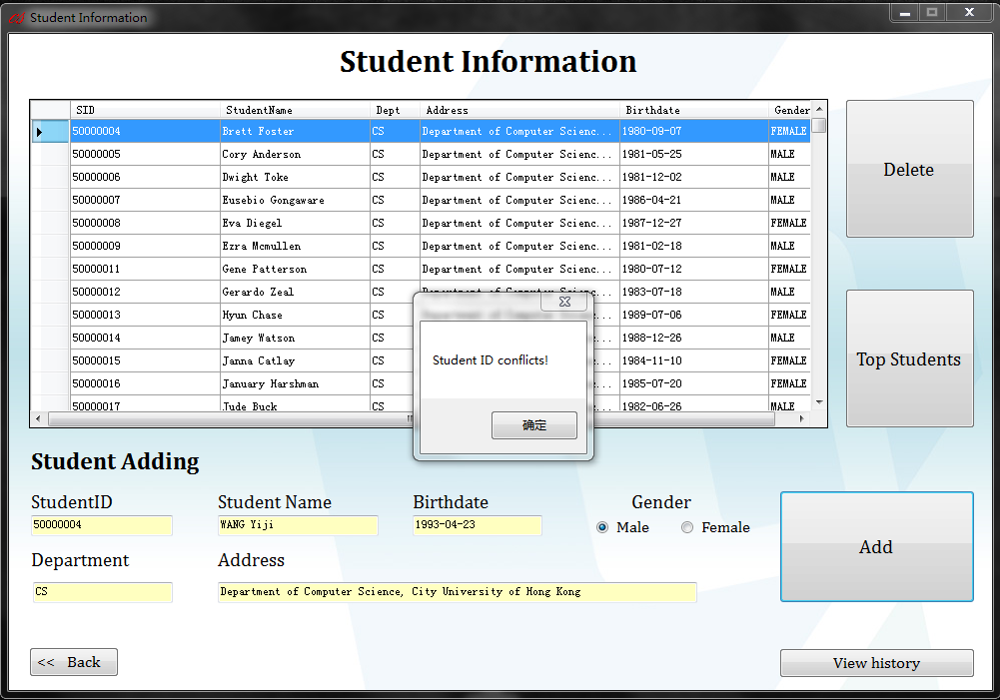 Student Information
Student Information
SID StudentName Dept Address Birthdate Gender
50000004 Brett Foster CS Department of Computer Scienc... 1980-09-07 FEMALE
50000005 Cory Anderson CS Department of Computer Scienc... 1981-05-25 MALE
50000006 Dwight Toke CS Department of Computer Scienc... 1981-12-02 MALE
50000007 Eusebio Gongaware CS Department of Computer Scienc... 1986-04-21 MALE
50000008 Eva Diegel CS Department of Computer Scienc... 1987-12-27 FEMALE
50000009 Ezra Mcmullen CS Department of Computer Scienc... 1981-02-18 MALE
50000011 Gene Patterson CS Department of Computer Scienc... 1980-07-12 FEMALE
50000012 Gerardo Zeal CS Department of Computer Scienc... 1983-07-18 MALE
50000013 Hyun Chase CS Department of Computer Scienc... 1989-07-06 FEMALE
50000014 Jamey Watson CS 1988-12-26 MALE
50000015 Janna Catlay CS 1984-11-10 FEMALE
50000016 January Harshman CS 1985-07-20 FEMALE
50000017 Jude Buck CS 1982-06-26 MALE
Delete
Top Students
Student ID conflicts!
确定
Student Adding
StudentID Student Name Birthdate Gender
50000004 WANG Yiji 1993-04-23 Male Female
Department Address
CS Department of Computer Science, City University of Hong Kong
Add
<< Back
View history